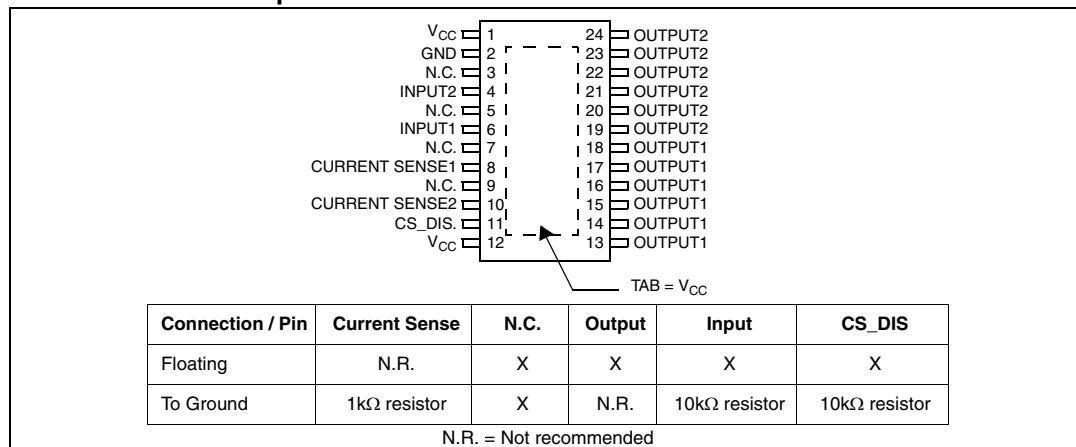 V_CC 1 24 OUTPUT2
GND 2 23 OUTPUT2
N.C. 3 22 OUTPUT2
INPUT2 4 21 OUTPUT2
N.C. 5 20 OUTPUT2
INPUT1 6 19 OUTPUT2
N.C. 7 18 OUTPUT1
CURRENT SENSE1 8 17 OUTPUT1
N.C. 9 16 OUTPUT1
CURRENT SENSE2 10 15 OUTPUT1
CS_DIS. 11 14 OUTPUT1
V_CC 12 13 OUTPUT1
TAB = V_CC
Connection / Pin Current Sense N.C. Output Input CS_DIS
Floating N.R. X X X X
To Ground 1kΩ resistor X N.R. 10kΩ resistor 10kΩ resistor
N.R. = Not recommended